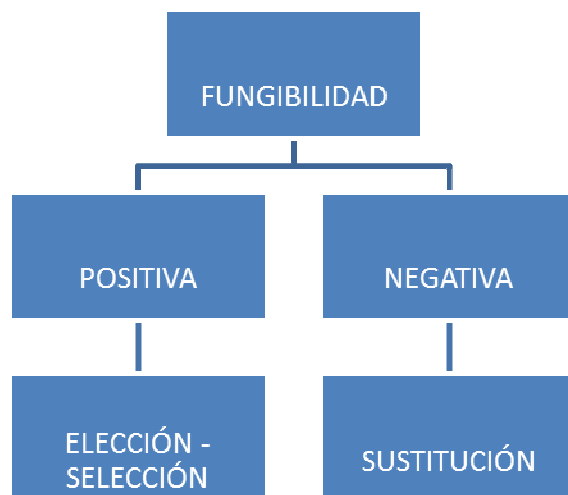 FUNGIBILIDAD
POSITIVA
NEGATIVA
ELECCIÓN -
SELECCIÓN
SUSTITUCIÓN